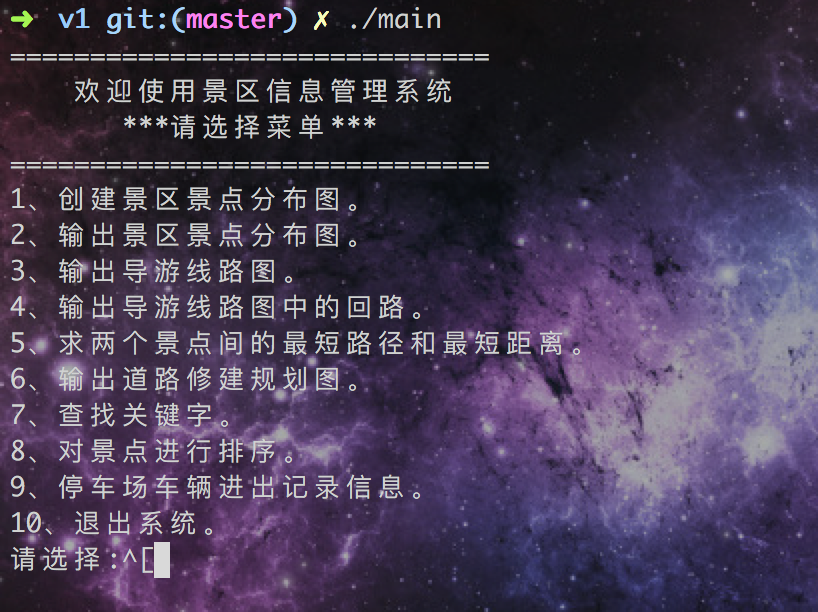 ➜ v1 git:(master) ✗ ./main
==============================
欢迎使用景区信息管理系统
***请选择菜单***
==============================
1、创建景区景点分布图。
2、输出景区景点分布图。
3、输出导游线路图。
4、输出导游线路图中的回路。
5、求两个景点间的最短路径和最短距离。
6、输出道路修建规划图。
7、查找关键字。
8、对景点进行排序。
9、停车场车辆进出记录信息。
10、退出系统。
请选择:^[